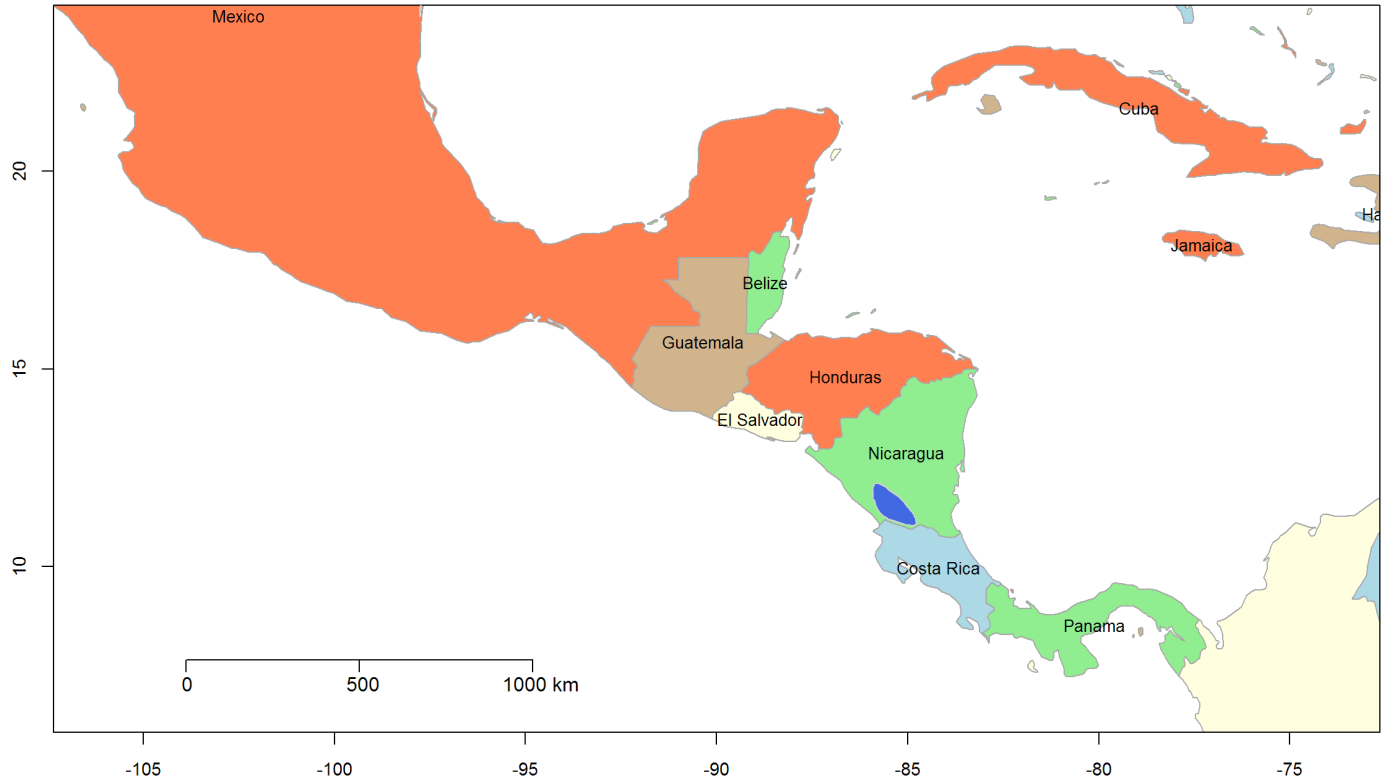 Mexico
Cuba
Ha
Jamaica
Belize
Guatemala
Honduras
El Salvador
Nicaragua
Costa Rica
Panama
20
15
10
0 500 1000 km
-105 -100 -95 -90 -85 -80 -75